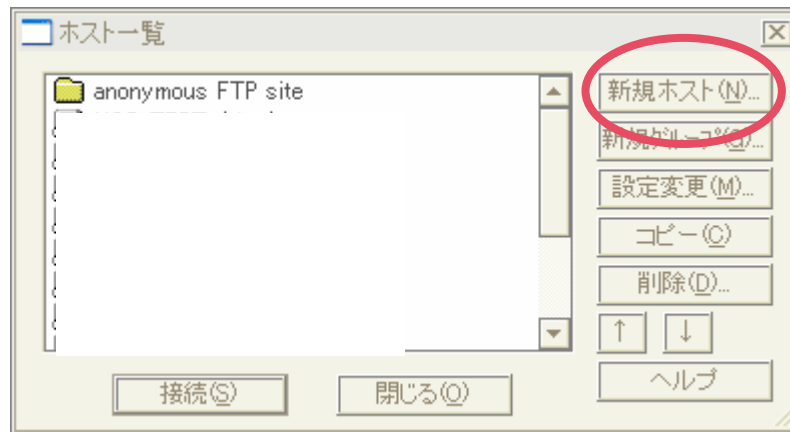 ホスト一覧
anonymous FTP site
新規ホスト(N)...
新規グループ(G)...
設定変更(M)...
コピー(C)
削除(D)...
↑ ↓
ヘルプ
接続(S)
閉じる(O)